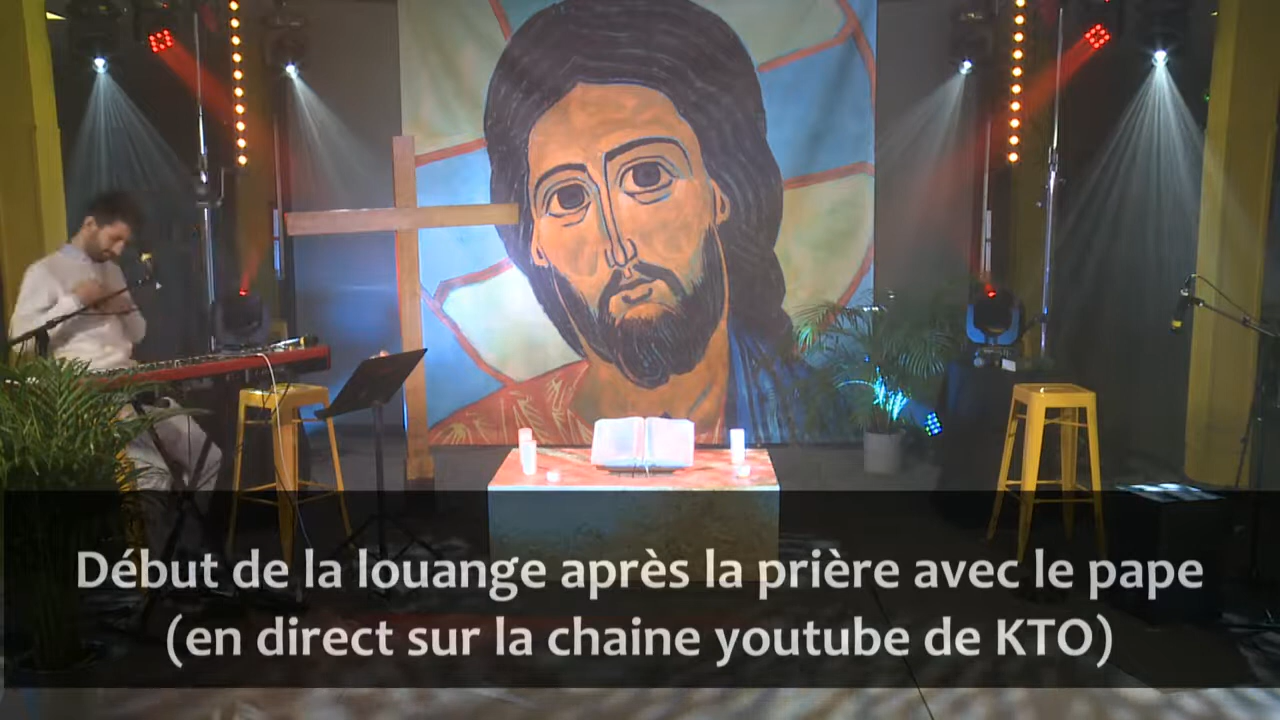 Début de la louange après la prière avec le pape
(en direct sur la chaine youtube de KTO)